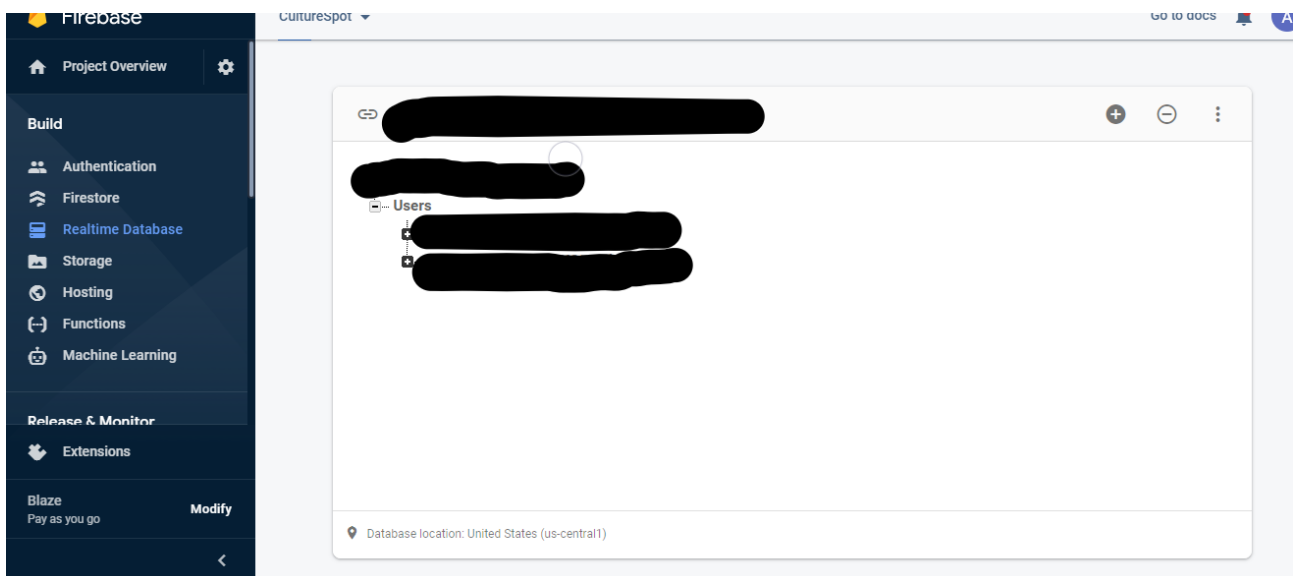 Firebase
CultureSpot
Go to docs
A
Project Overview
Build
Authentication
Firestore
Realtime Database
Storage
Hosting
Functions
Machine Learning
Release & Monitor
Extensions
Blaze
Pay as you go
Modify
Users
Database location: United States (us-central1)